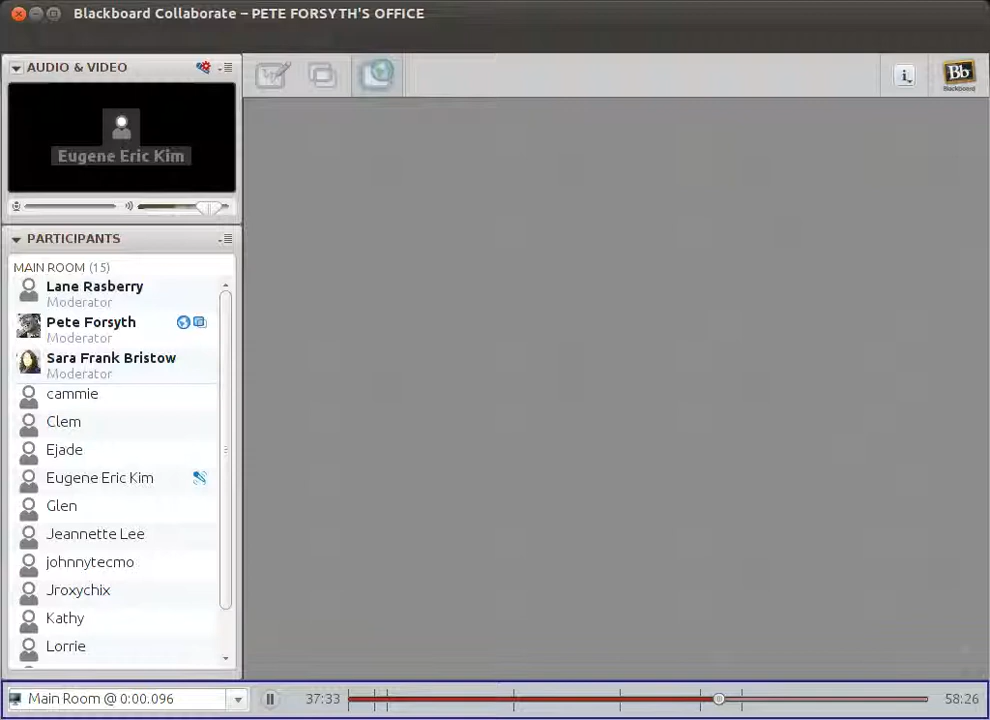 Blackboard Collaborate – PETE FORSYTH'S OFFICE
AUDIO & VIDEO
Eugene Eric Kim
i
Bb
Blackboard
PARTICIPANTS
MAIN ROOM (15)
Lane Rasberry
Moderator
Pete Forsyth
Moderator
Sara Frank Bristow
Moderator
cammie
Clem
Ejade
Eugene Eric Kim
Glen
Jeannette Lee
johnnytecmo
Jroxychix
Kathy
Lorrie
Main Room @ 0:00.096
37:33
58:26